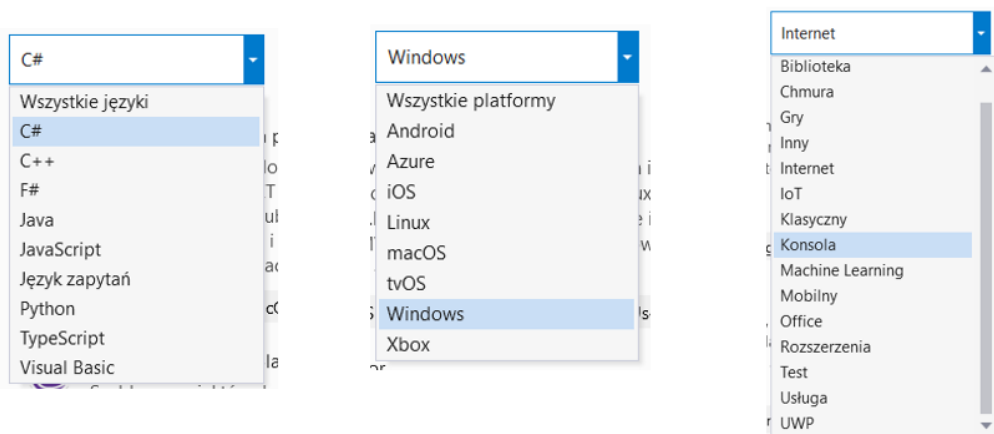 C#
Wszystkie języki
C#
C++
F#
Java
JavaScript
Język zapytań
Python
TypeScript
Visual Basic
Windows
Wszystkie platformy
Android
Azure
iOS
Linux
macOS
tvOS
Windows
Xbox
Internet
Biblioteka
Chmura
Gry
Inny
Internet
IoT
Klasyczny
Konsola
Machine Learning
Mobilny
Office
Rozszerzenia
Test
Usługa
UWP